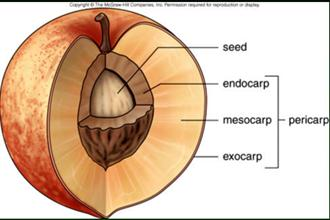 Copyright © The McGraw-Hill Companies, Inc. Permission required for reproduction or display.
seed
endocarp
mesocarp
pericarp
exocarp